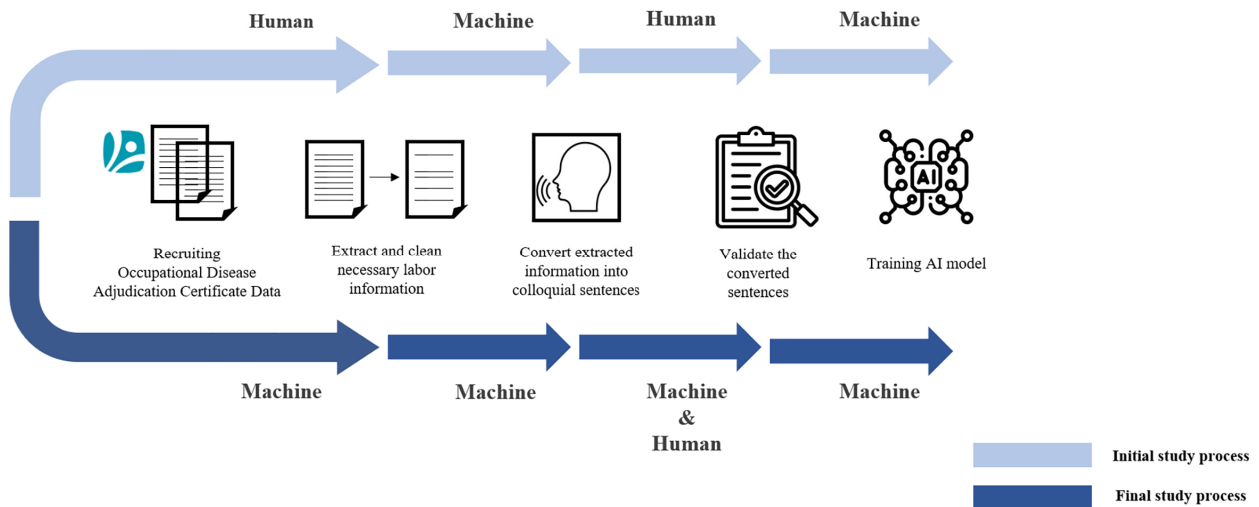 Human
Machine
Human
Machine
AI
Recruiting
Occupational Disease
Adjudication Certificate Data
Extract and clean
necessary labor
information
Convert extracted
information into
colloquial sentences
Validate the
converted
sentences
Training AI model
Machine
Machine
Machine
&
Human
Machine
Initial study process
Final study process